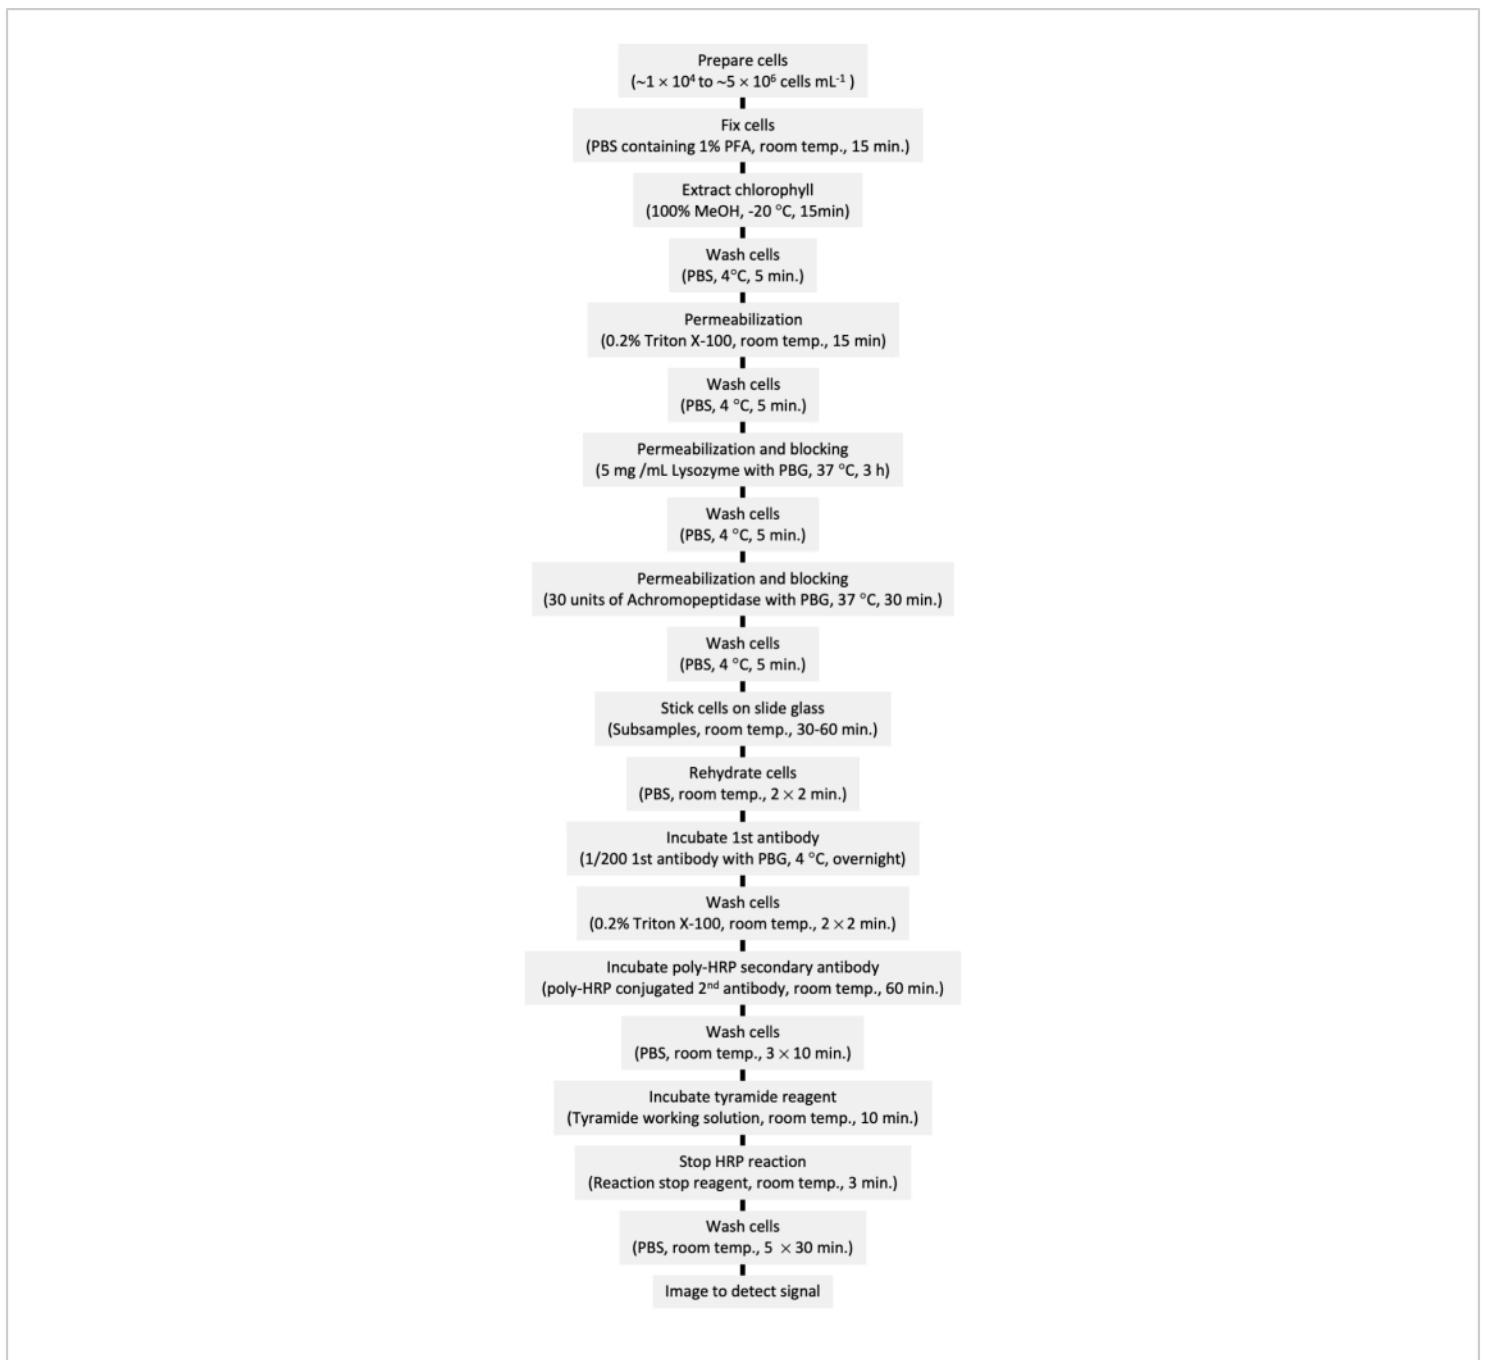 Prepare cells
(~1 × 10⁴ to ~5 × 10⁶ cells mL⁻¹ )
Fix cells
(PBS containing 1% PFA, room temp., 15 min.)
Extract chlorophyll
(100% MeOH, -20 °C, 15min)
Wash cells
(PBS, 4°C, 5 min.)
Permeabilization
(0.2% Triton X-100, room temp., 15 min)
Wash cells
(PBS, 4 °C, 5 min.)
Permeabilization and blocking
(5 mg /mL Lysozyme with PBG, 37 °C, 3 h)
Wash cells
(PBS, 4 °C, 5 min.)
Permeabilization and blocking
(30 units of Achromopeptidase with PBG, 37 °C, 30 min.)
Wash cells
(PBS, 4 °C, 5 min.)
Stick cells on slide glass
(Subsamples, room temp., 30-60 min.)
Rehydrate cells
(PBS, room temp., 2 × 2 min.)
Incubate 1st antibody
(1/200 1st antibody with PBG, 4 °C, overnight)
Wash cells
(0.2% Triton X-100, room temp., 2 × 2 min.)
Incubate poly-HRP secondary antibody
(poly-HRP conjugated 2ⁿᵈ antibody, room temp., 60 min.)
Wash cells
(PBS, room temp., 3 × 10 min.)
Incubate tyramide reagent
(Tyramide working solution, room temp., 10 min.)
Stop HRP reaction
(Reaction stop reagent, room temp., 3 min.)
Wash cells
(PBS, room temp., 5 × 30 min.)
Image to detect signal